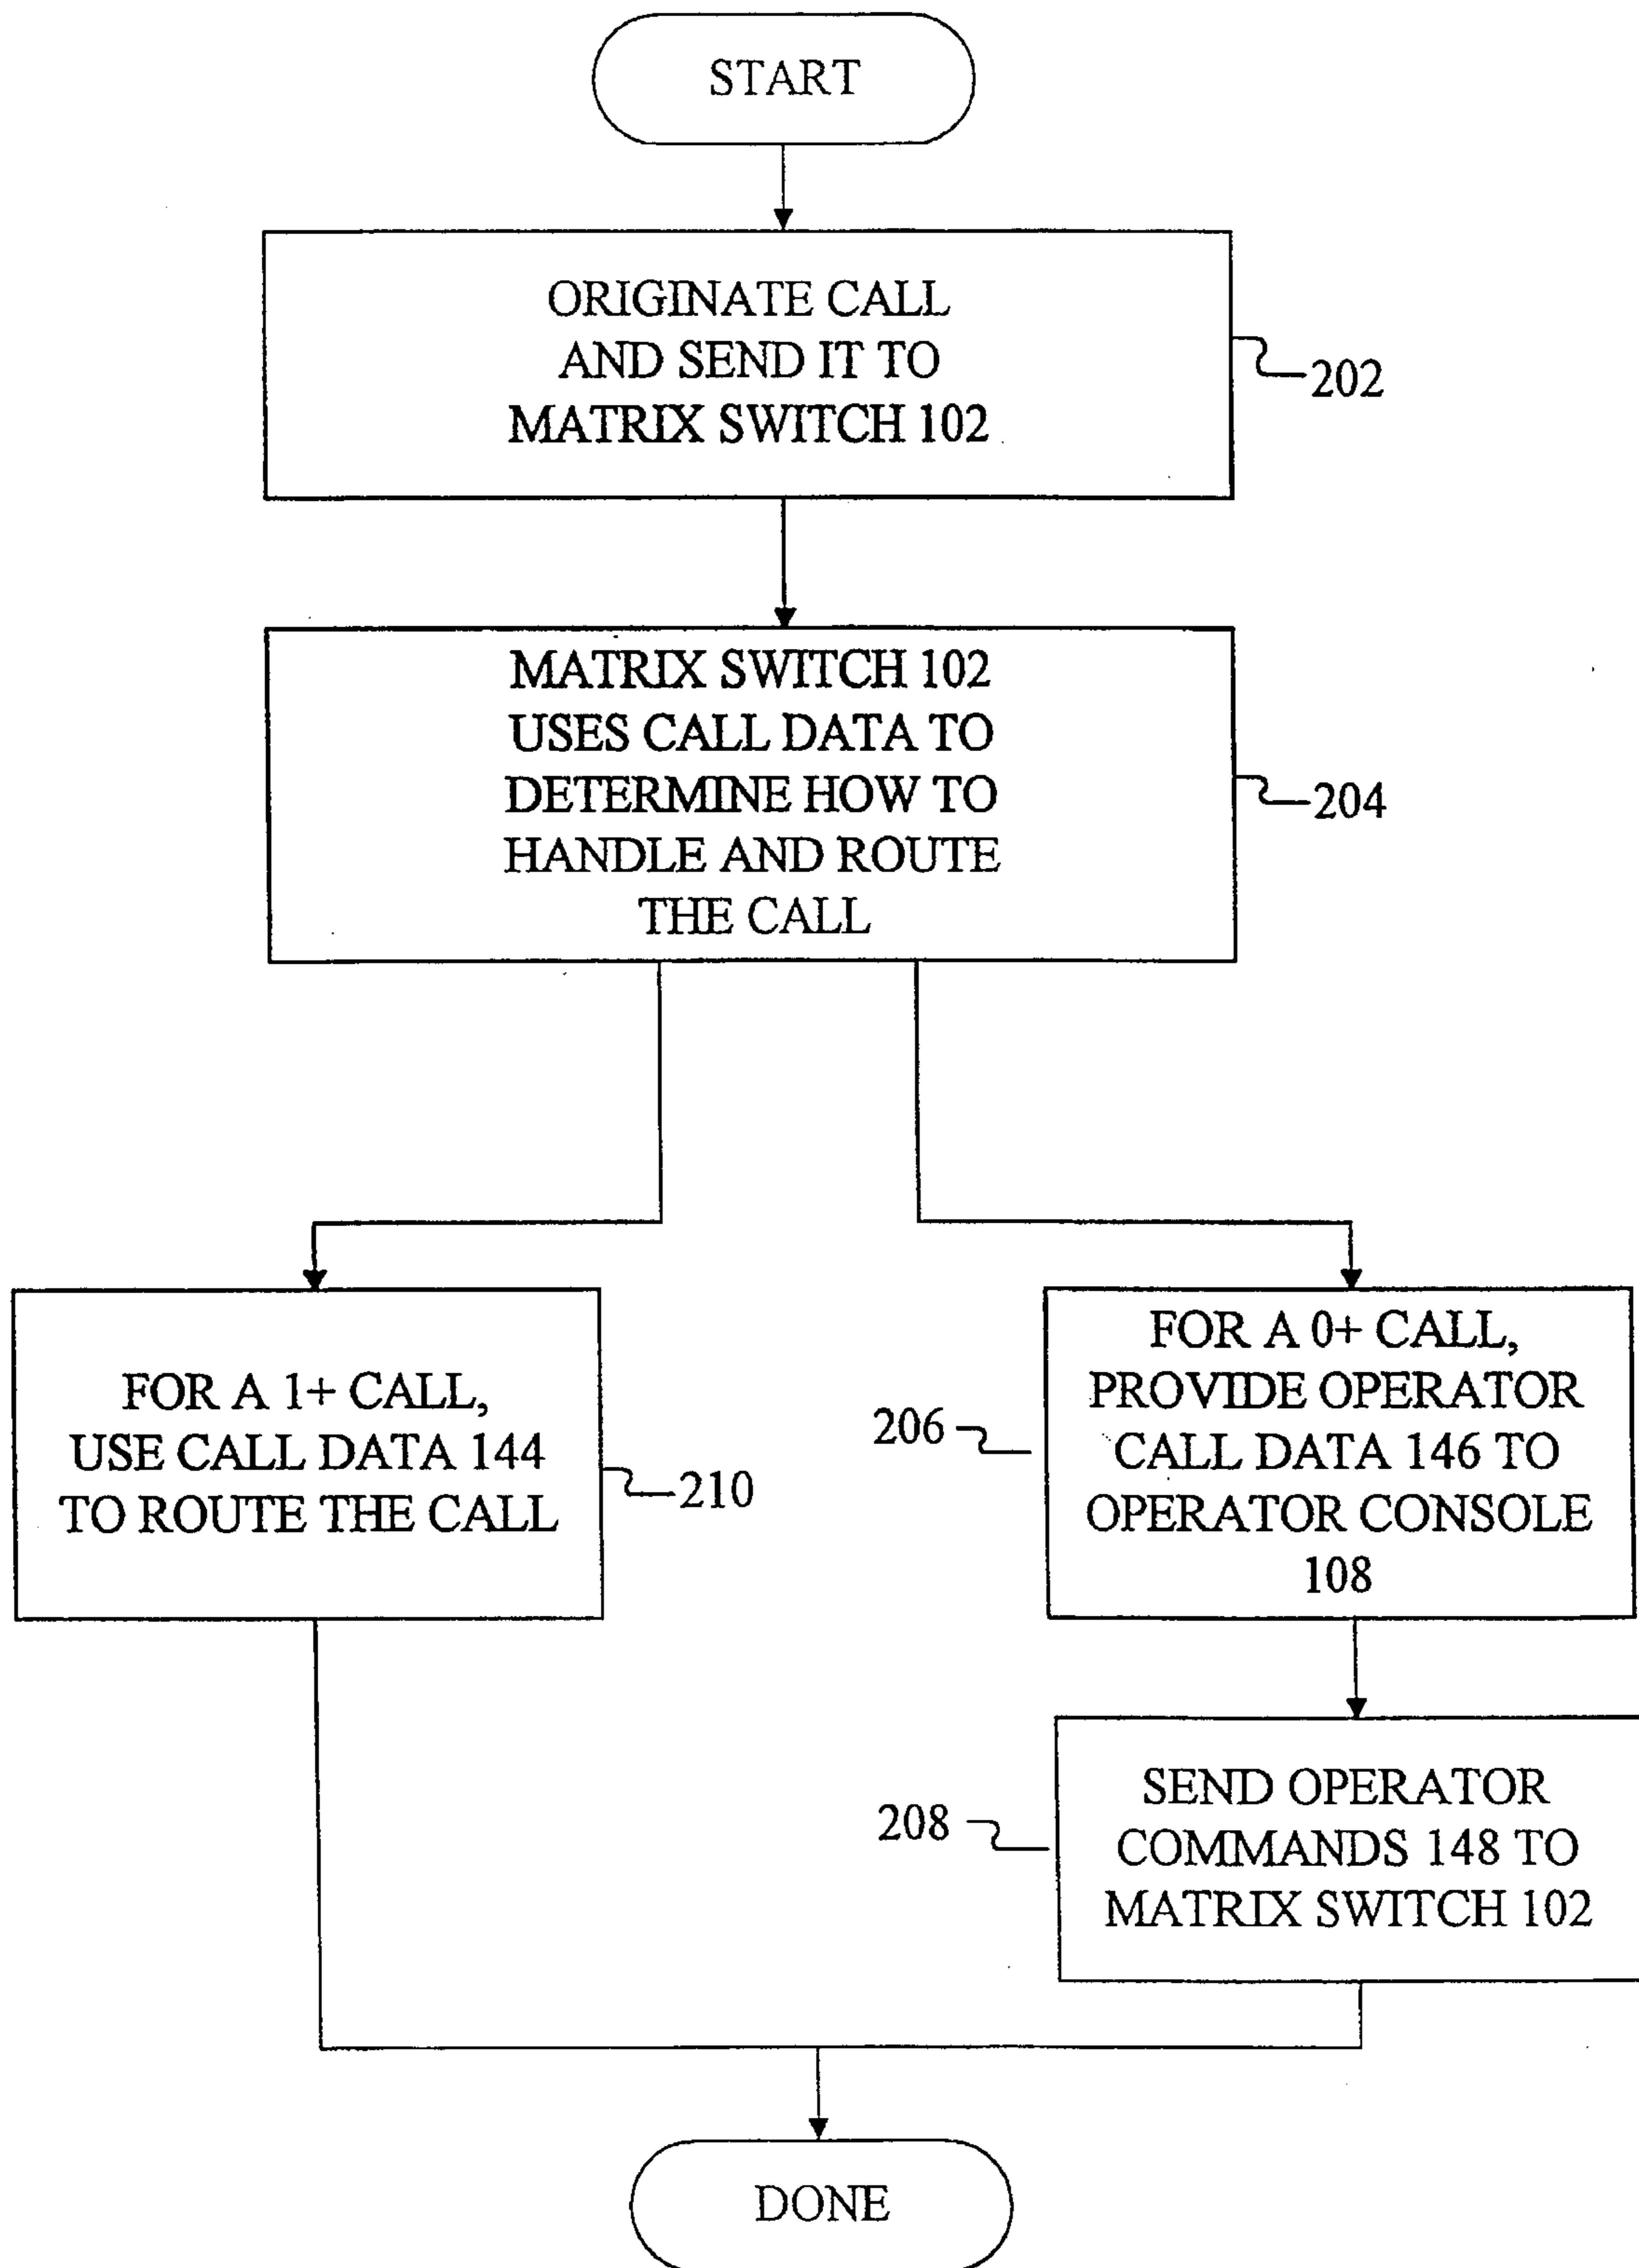 START
ORIGINATE CALL
AND SEND IT TO
MATRIX SWITCH 102
202
MATRIX SWITCH 102
USES CALL DATA TO
DETERMINE HOW TO
HANDLE AND ROUTE
THE CALL
204
FOR A 1+ CALL,
USE CALL DATA 144
TO ROUTE THE CALL
210
FOR A 0+ CALL,
PROVIDE OPERATOR
CALL DATA 146 TO
OPERATOR CONSOLE
108
206
SEND OPERATOR
COMMANDS 148 TO
MATRIX SWITCH 102
208
DONE